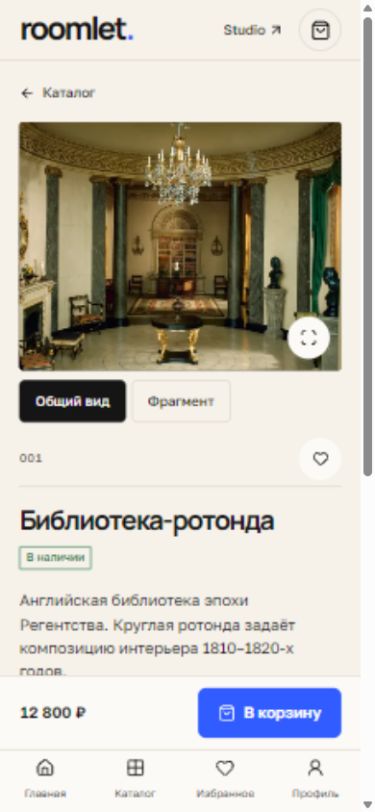 roomlet.
Studio ↗
← Каталог
Общий вид
Фрагмент
001
Библиотека-ротонда
В наличии
Английская библиотека эпохи
Регентства. Круглая ротонда задаёт
композицию интерьера 1810–1820-х
годов.
12 800 ₽
В корзину
Главная
Каталог
Избранное
Профиль